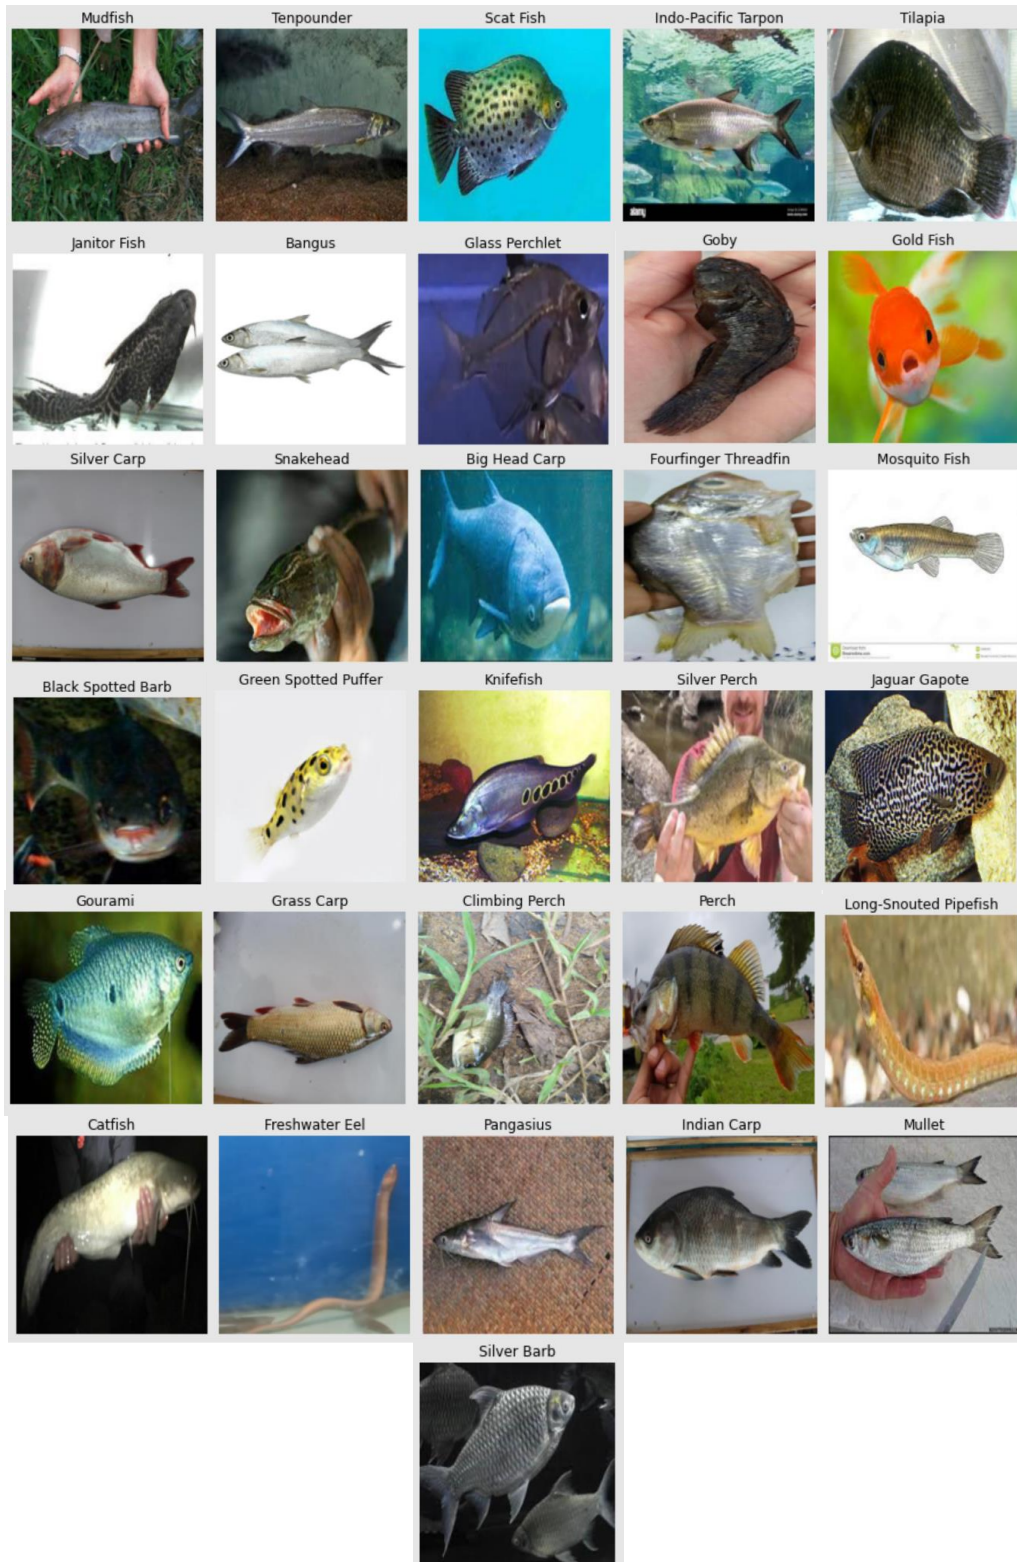 Mudfish Tenpounder Scat Fish Indo-Pacific Tarpon Tilapia
alamy
Janitor Fish Bangus Glass Perchlet Goby Gold Fish
Silver Carp Snakehead Big Head Carp Fourfinger Threadfin Mosquito Fish
Black Spotted Barb Green Spotted Puffer Knifefish Silver Perch Jaguar Gapote
Gourami Grass Carp Climbing Perch Perch Long-Snouted Pipefish
Catfish Freshwater Eel Pangasius Indian Carp Mullet
Silver Barb